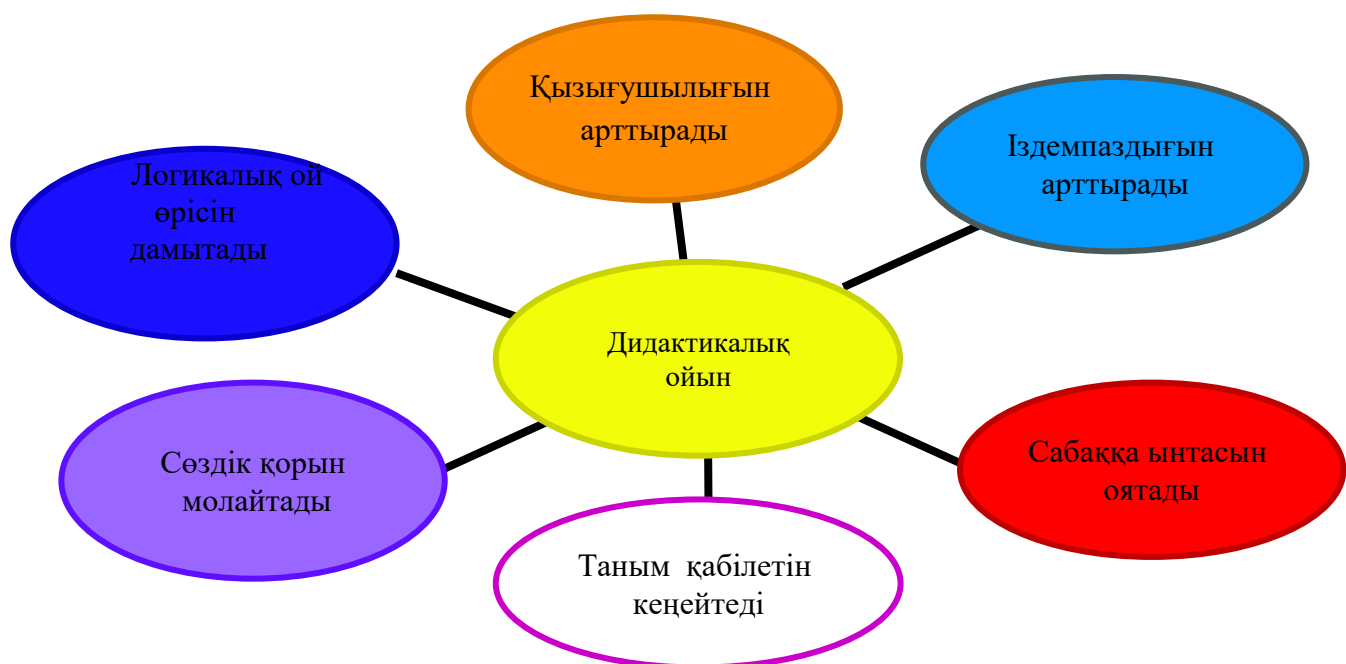 Қызығушылығын
арттырады
Іздемпаздығын
арттырады
Логикалық ой
өрісін
дамытады
Дидактикалық
ойын
Сөздік қорын
молайтады
Сабаққа ынтасын
оятады
Таным қабілетін
кеңейтеді